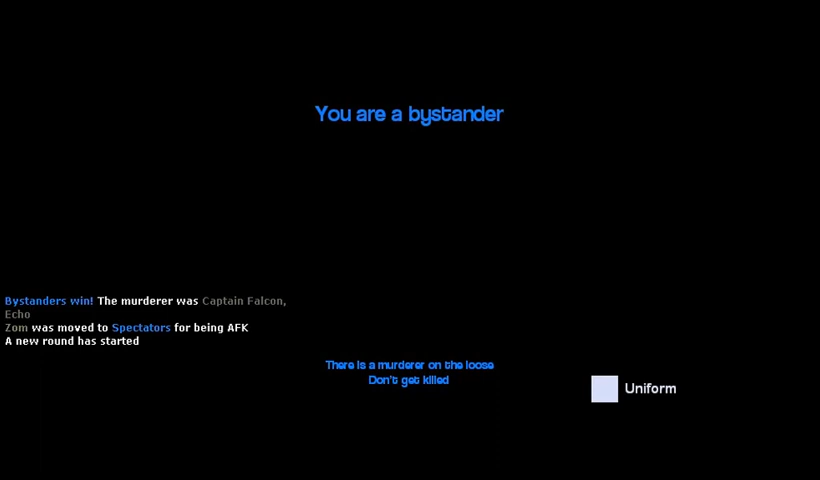 You are a bystander
Bystanders win! The murderer was Captain Falcon,
Echo
Zom was moved to Spectators for being AFK
A new round has started
There is a murderer on the loose
Don't get killed
Uniform